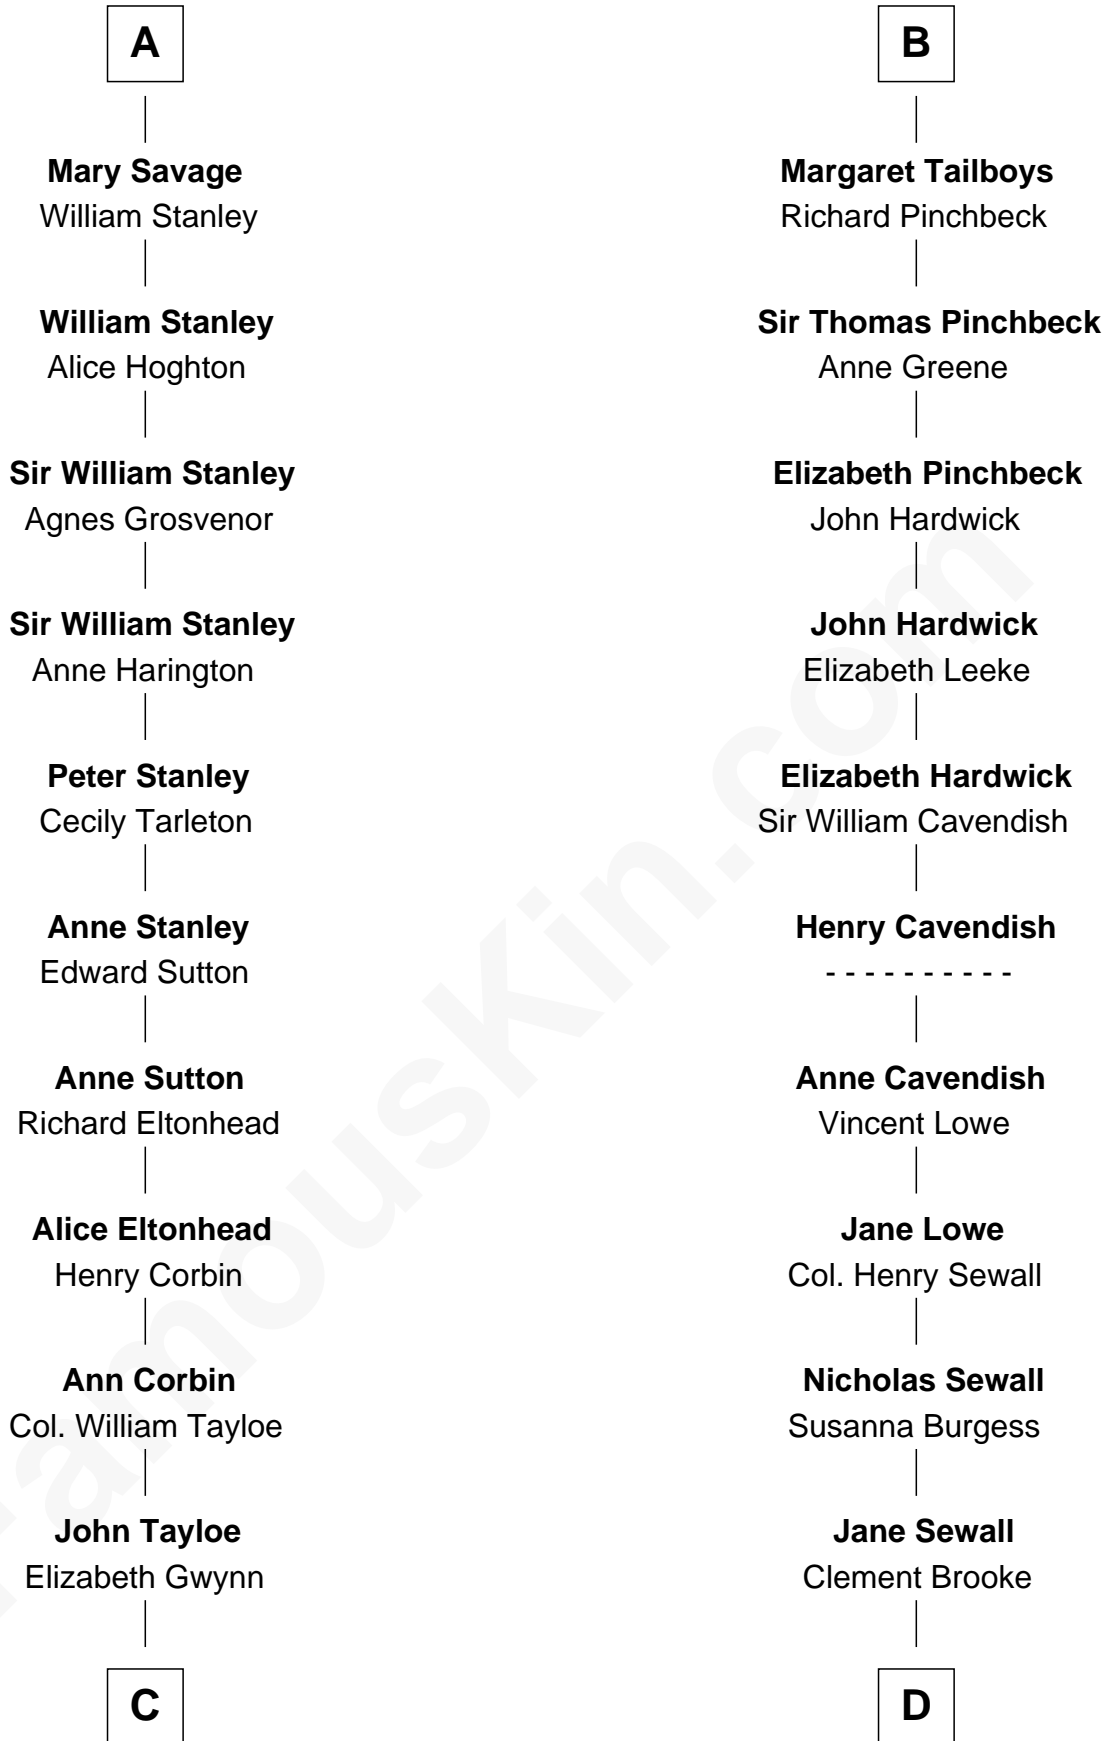 A
Mary Savage
William Stanley
William Stanley
Alice Hoghton
Sir William Stanley
Agnes Grosvenor
Sir William Stanley
Anne Harington
Peter Stanley
Cecily Tarleton
Anne Stanley
Edward Sutton
Anne Sutton
Richard Eltonhead
Alice Eltonhead
Henry Corbin
Ann Corbin
Col. William Tayloe
John Tayloe
Elizabeth Gwynn
C
B
Margaret Tailboys
Richard Pinchbeck
Sir Thomas Pinchbeck
Anne Greene
Elizabeth Pinchbeck
John Hardwick
John Hardwick
Elizabeth Leeke
Elizabeth Hardwick
Sir William Cavendish
Henry Cavendish
- - - - - - - - - -
Anne Cavendish
Vincent Lowe
Jane Lowe
Col. Henry Sewall
Nicholas Sewall
Susanna Burgess
Jane Sewall
Clement Brooke
D
FamousKin.com